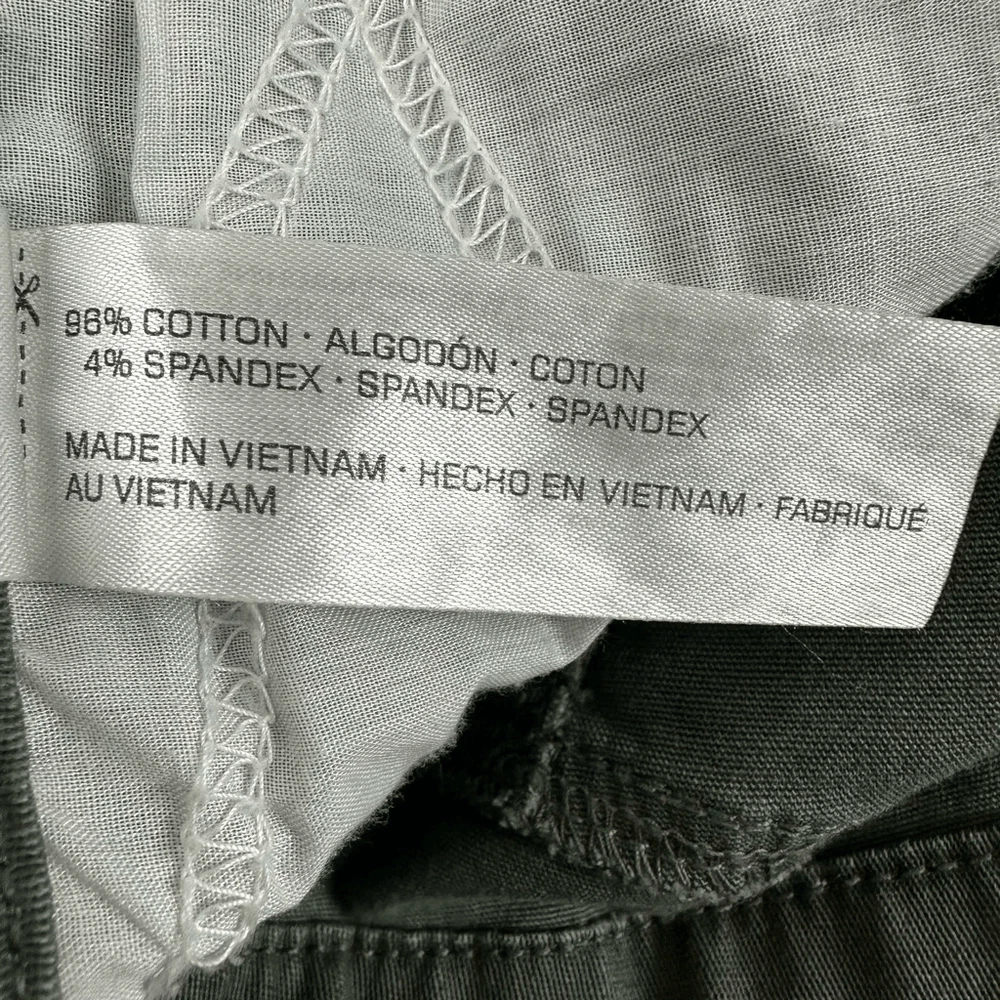 96% COTTON · ALGODÓN · COTON
4% SPANDEX · SPANDEX · SPANDEX
MADE IN VIETNAM · HECHO EN VIETNAM · FABRIQUÉ
AU VIETNAM